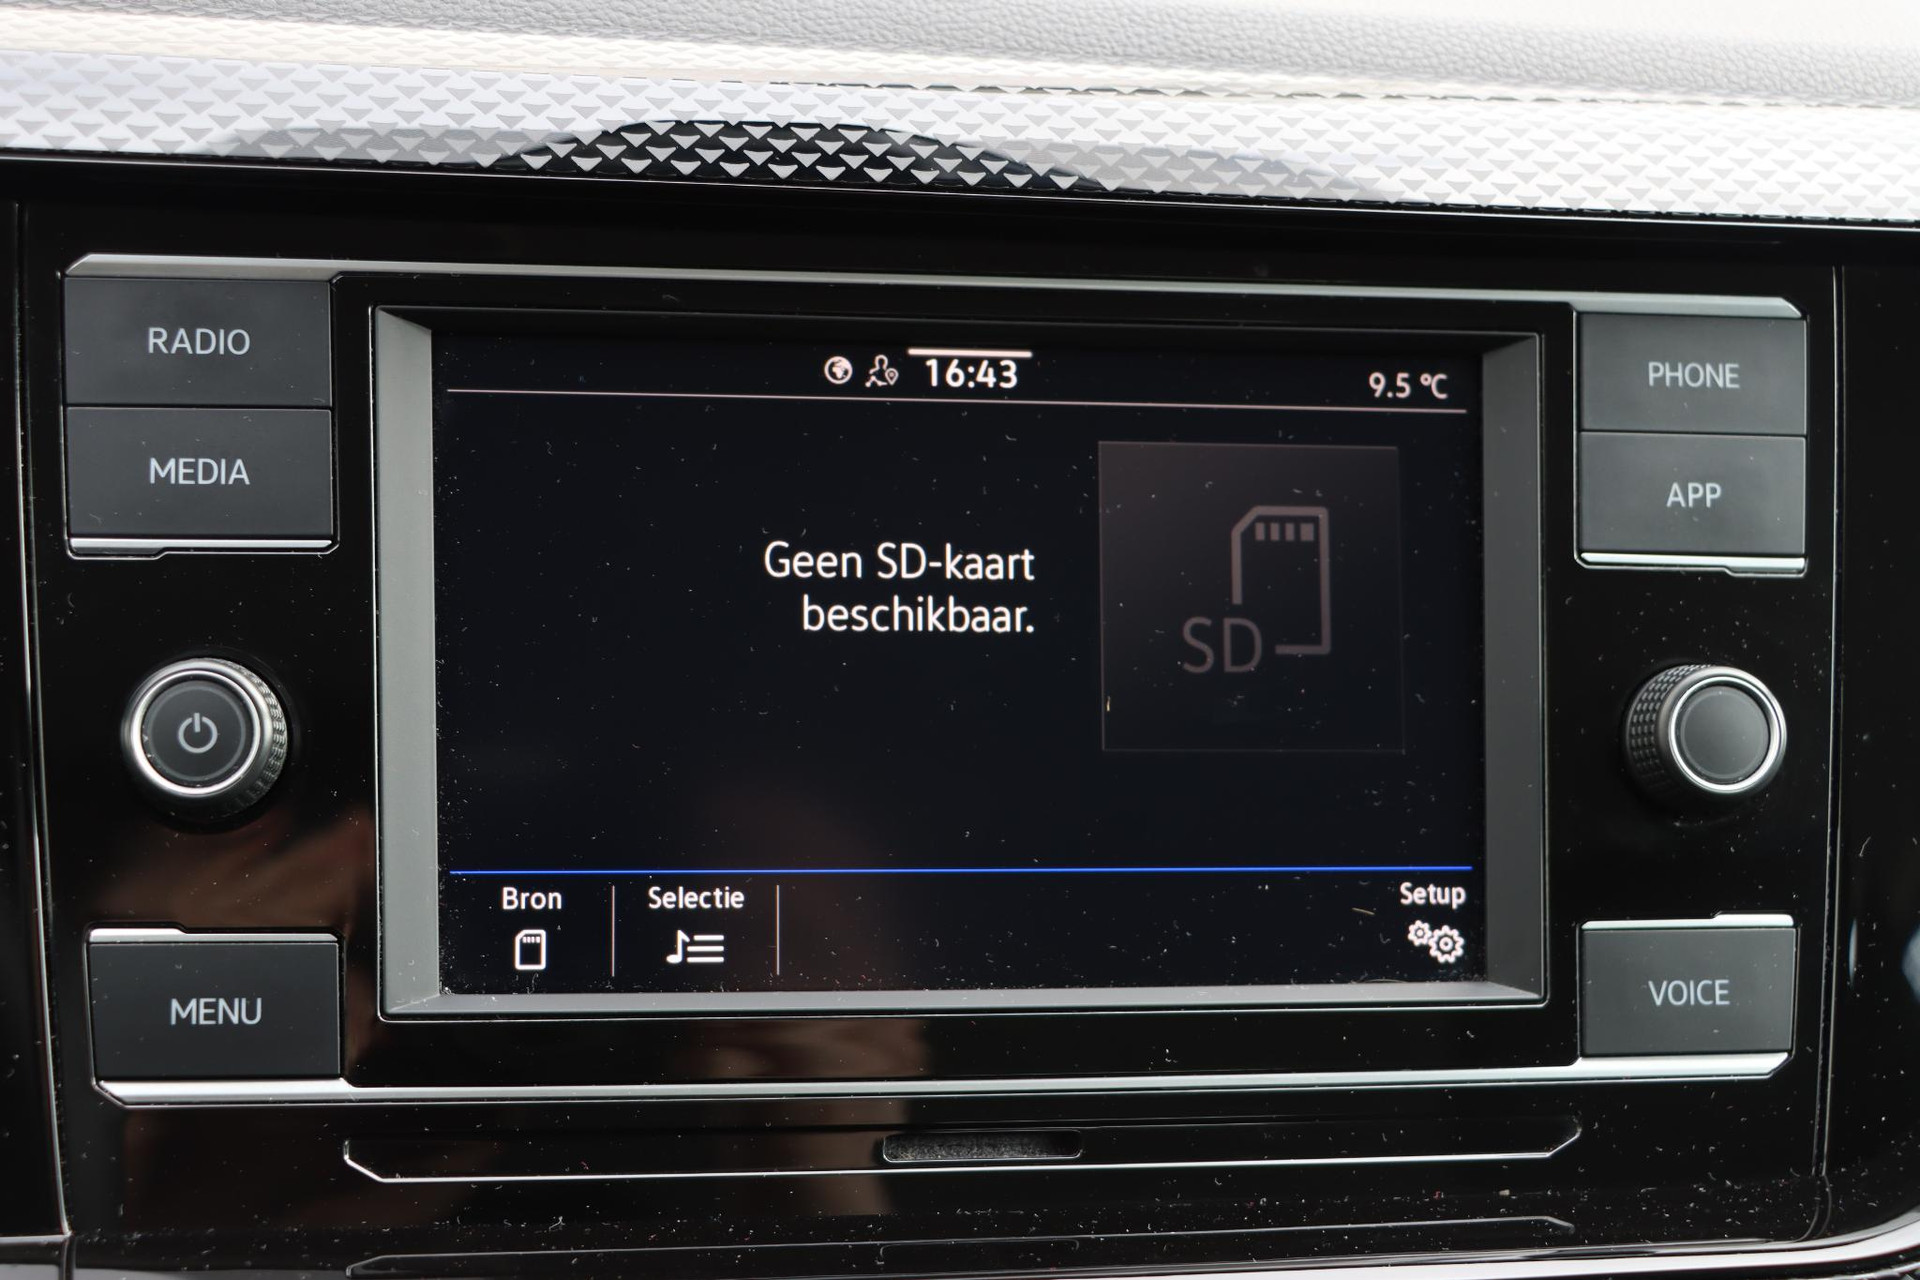 RADIO
MEDIA
MENU
16:43
9.5 °C
Geen SD-kaart
beschikbaar.
SD
Bron
Selectie
Setup
PHONE
APP
VOICE